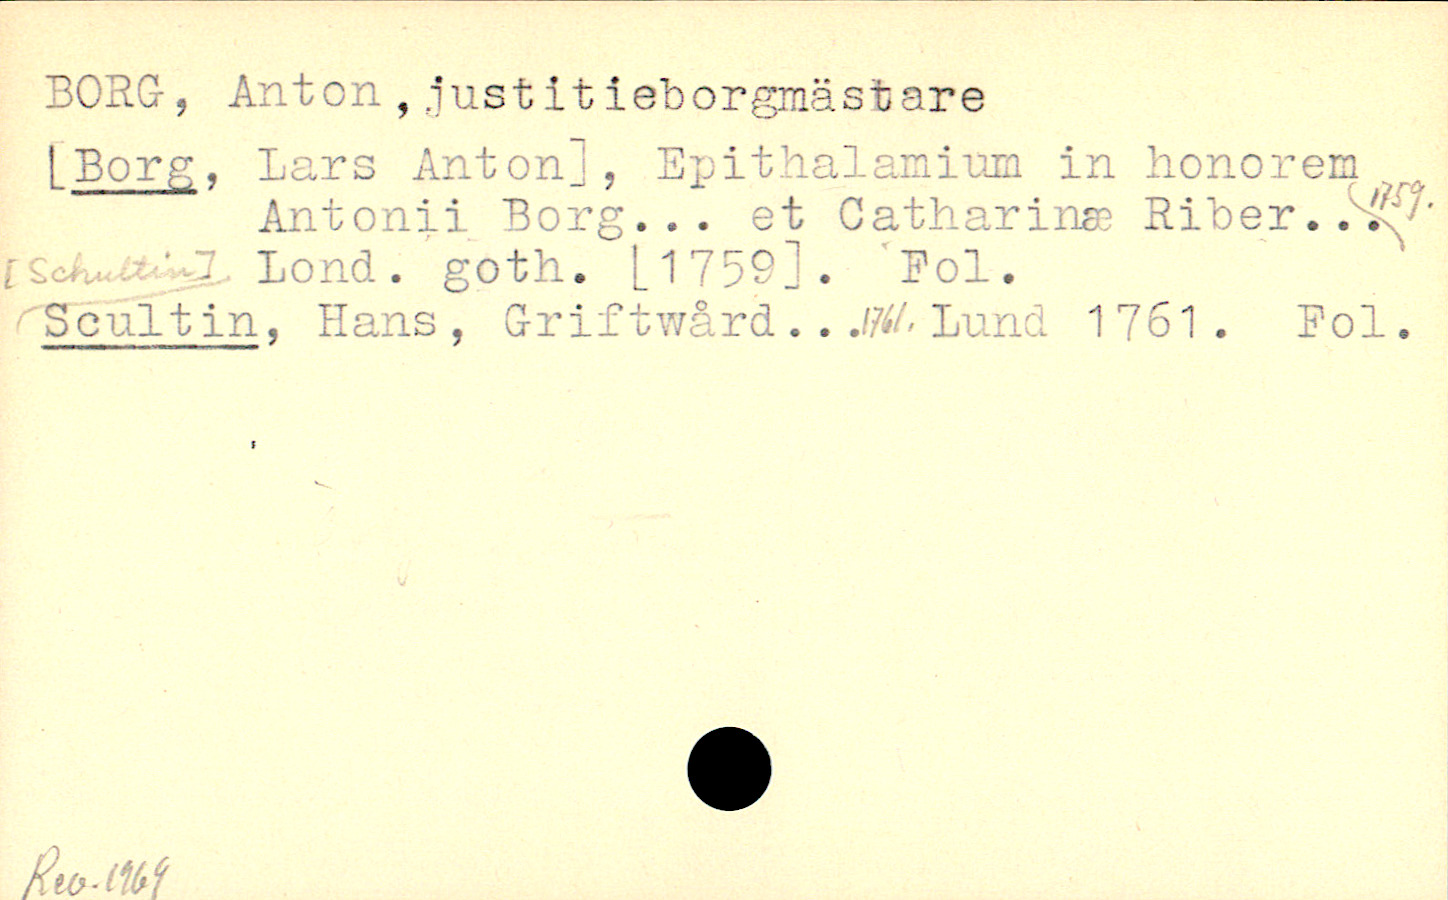 BORG, Anton, justitieborgmästare
[Borg, Lars Anton], Epithalamium in honorem
Antonii Borg... et Catharinæ Riber... 1759.
[Schultin] Lond. goth. [1759]. Fol.
Scultin, Hans, Griftwård... 1761. Lund 1761. Fol.
Rev. 1969